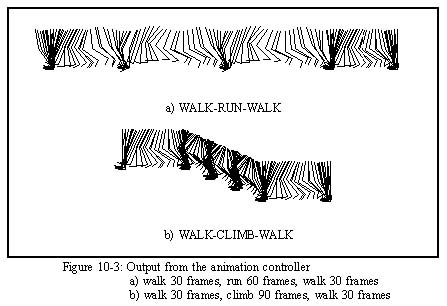 a) WALK-RUN-WALK
b) WALK-CLIMB-WALK
Figure 10-3: Output from the animation controller
a) walk 30 frames, run 60 frames, walk 30 frames
b) walk 30 frames, climb 90 frames, walk 30 frames